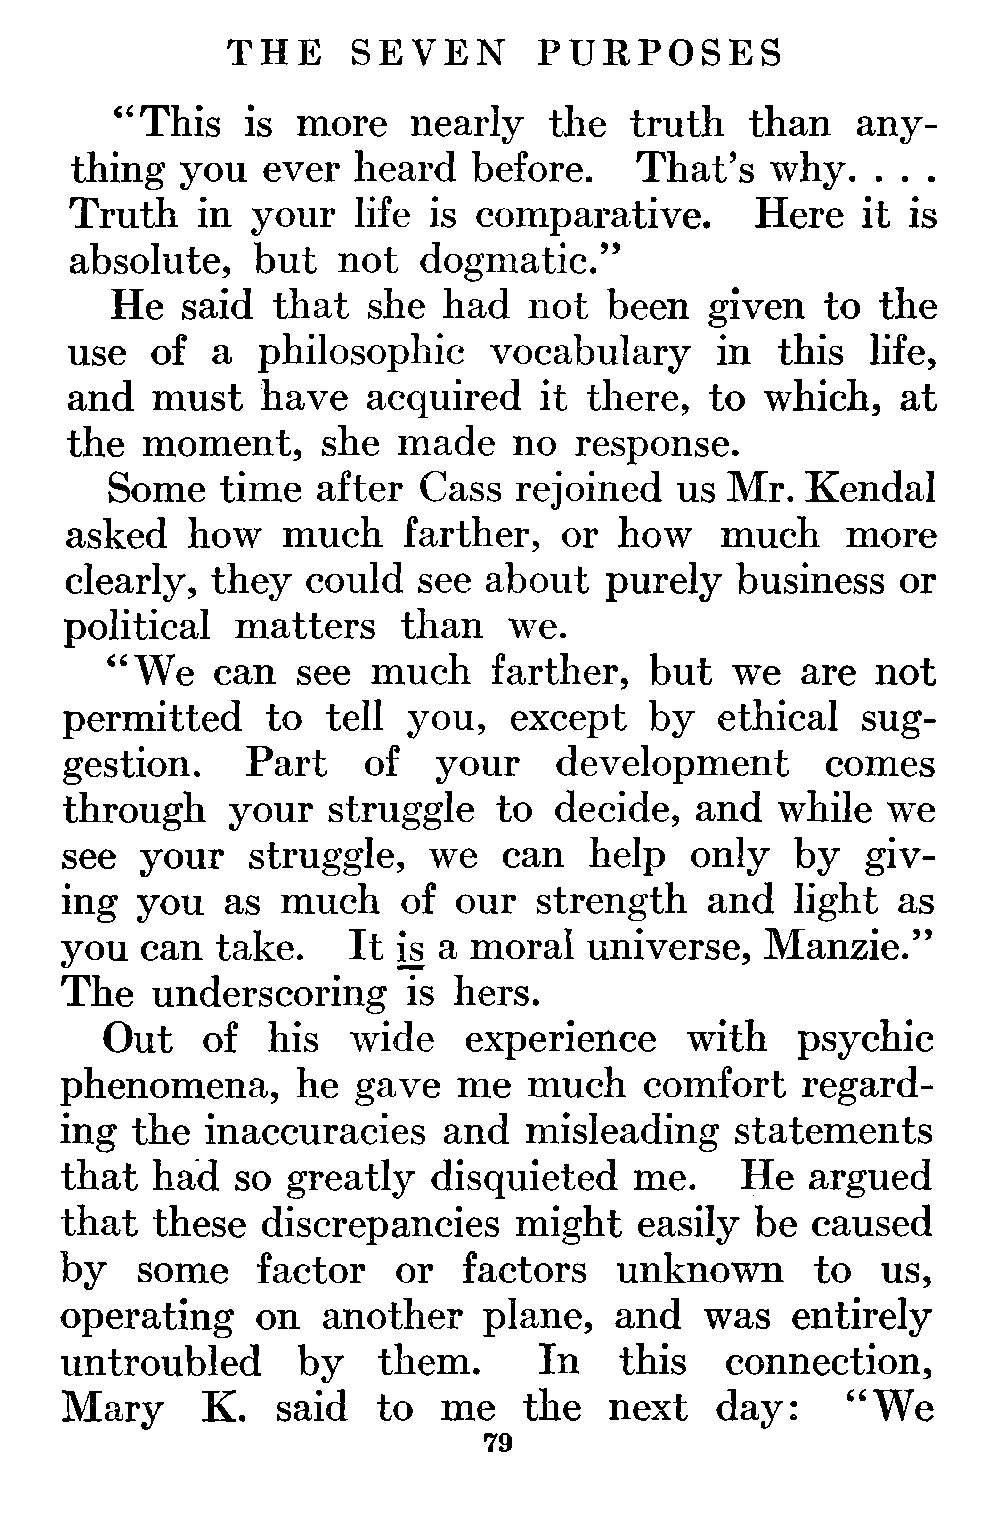 THE SEVEN PURPOSES
“This is more nearly the truth than any-
thing you ever heard before. That’s why. . . .
Truth in your life is comparative. Here it is
absolute, but not dogmatic.”
He said that she had not been given to the
use of a philosophic vocabulary in this life,
and must have acquired it there, to which, at
the moment, she made no response.
Some time after Cass rejoined us Mr. Kendal
asked how much farther, or how much more
clearly, they could see about purely business or
political matters than we.
“We can see much farther, but we are not
permitted to tell you, except by ethical sug-
gestion. Part of your development comes
through your struggle to decide, and while we
see your struggle, we can help only by giv-
ing you as much of our strength and light as
you can take. It is a moral universe, Manzie.”
The underscoring is hers.
Out of his wide experience with psychic
phenomena, he gave me much comfort regard-
ing the inaccuracies and misleading statements
that had so greatly disquieted me. He argued
that these discrepancies might easily be caused
by some factor or factors unknown to us,
operating on another plane, and was entirely
untroubled by them. In this connection,
Mary K. said to me the next day: “We
79